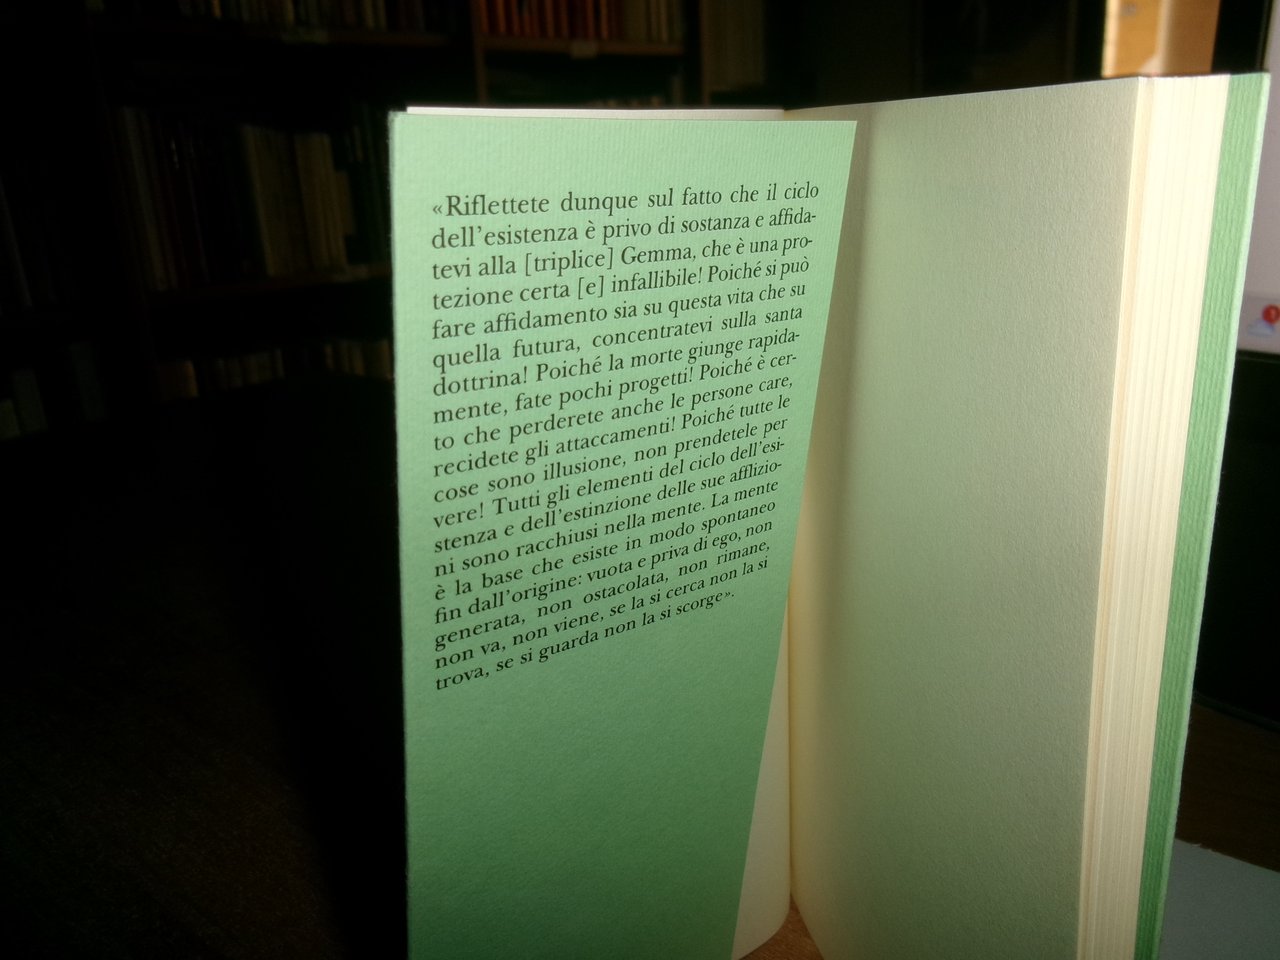 «Riflettete dunque sul fatto che il ciclo
dell’esistenza è privo di sostanza e affida-
tevi alla [triplice] Gemma, che è una pro-
tezione certa [e] infallibile! Poiché si può
fare affidamento sia su questa vita che su
quella futura, concentratevi sulla santa
dottrina! Poiché la morte giunge rapida-
mente, fate pochi progetti! Poiché è cer-
to che perderete anche le persone care,
recidete gli attaccamenti! Poiché tutte le
cose sono illusione, non prendetele per
vere! Tutti gli elementi del ciclo dell’esi-
stenza e dell’estinzione delle sue afflizio-
ni sono racchiusi nella mente. La mente
è la base che esiste in modo spontaneo
fin dall’origine: vuota e priva di ego, non
generata, non ostacolata, non rimane,
non va, non viene, se la si cerca non la si
trova, se si guarda non la si scorge».